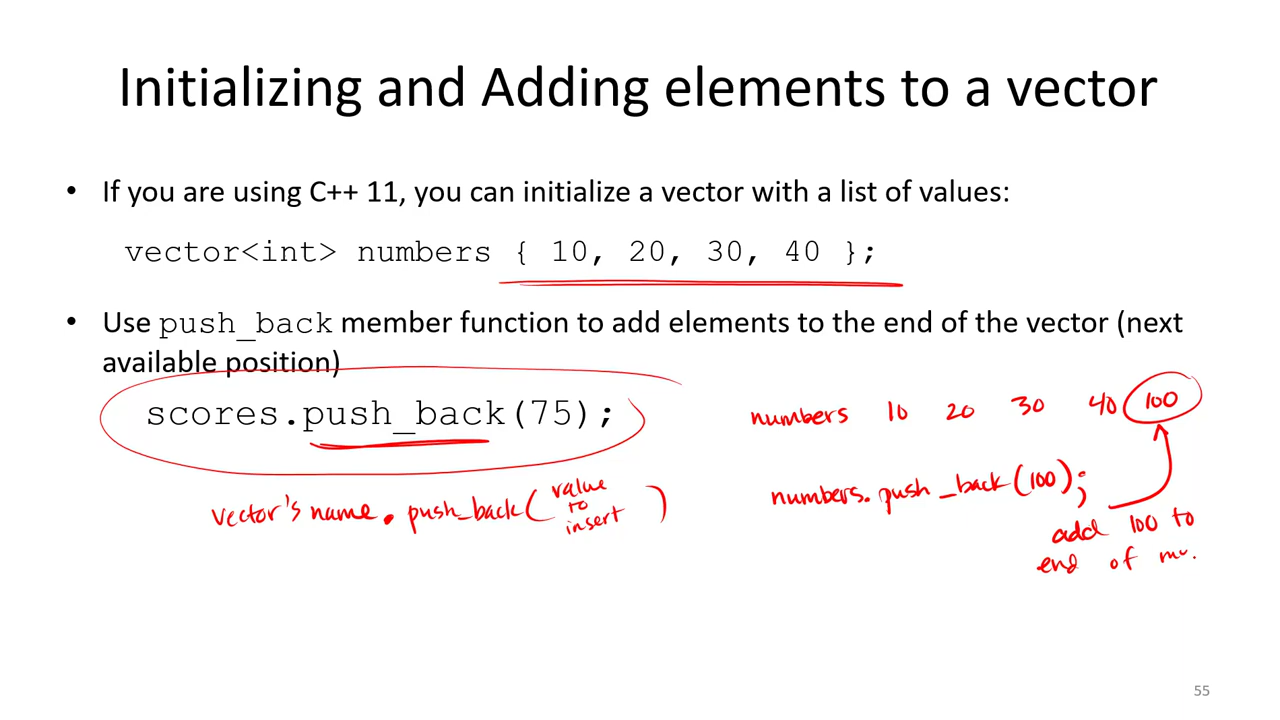 Initializing and Adding elements to a vector
• If you are using C++ 11, you can initialize a vector with a list of values:
vector<int> numbers { 10, 20, 30, 40 };
• Use push_back member function to add elements to the end of the vector (next
available position)
scores.push_back(75);
numbers 10 20 30 40 100
numbers.push_back(100);
vector's name.push_back( value
to
insert )
add 100 to
end of
55